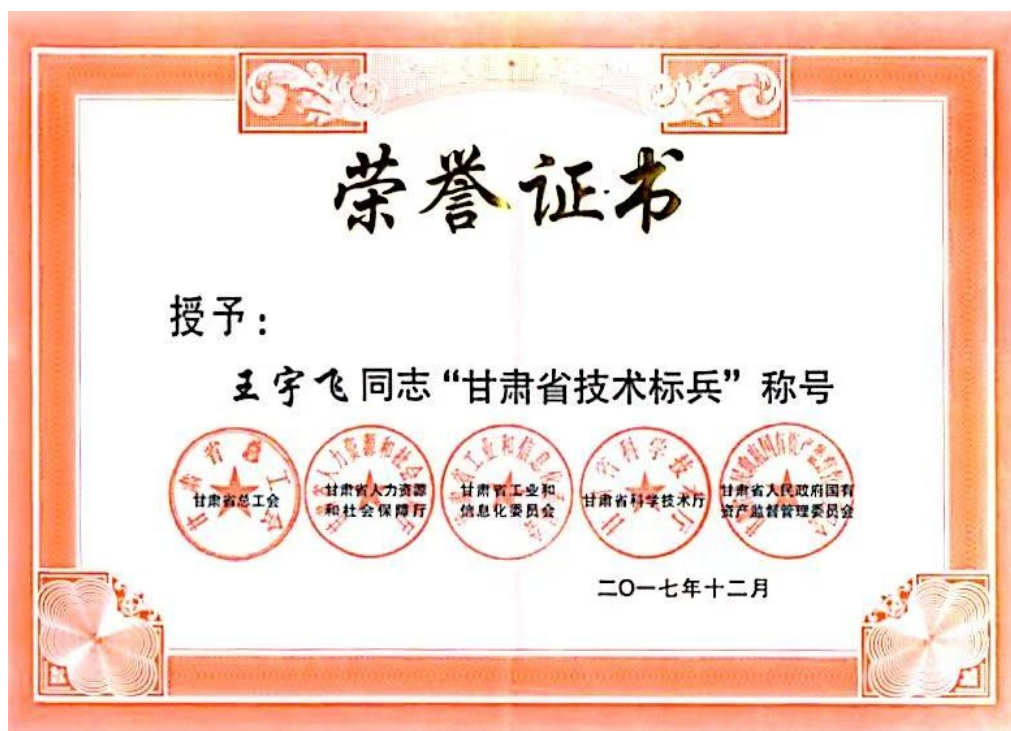 荣誉证书
授予：
王宇飞同志“甘肃省技术标兵”称号
甘肃省总工会
甘肃省人力资源
和社会保障厅
甘肃省工业和
信息化委员会
甘肃省科学技术厅
甘肃省人民政府国有
资产监督管理委员会
二〇一七年十二月